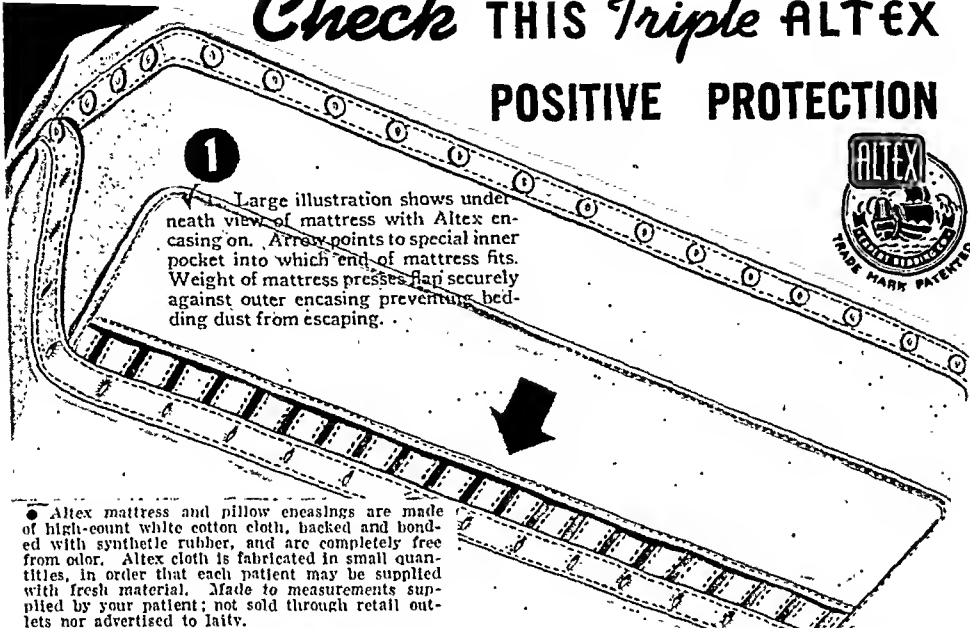 Check THIS Triple ALTEX
POSITIVE PROTECTION
ALTEX
TRADE MARK PATENTED
1
1. Large illustration shows under-
neath view of mattress with Altex en-
casing on. Arrow points to special inner
pocket into which end of mattress fits.
Weight of mattress presses flap securely
against outer encasing preventing bed-
ding dust from escaping.
● Altex mattress and pillow encasings are made
of high-count white cotton cloth, backed and bond-
ed with synthetic rubber, and are completely free
from odor. Altex cloth is fabricated in small quan-
tities, in order that each patient may be supplied
with fresh material. Made to measurements sup-
plied by your patient; not sold through retail out-
lets nor advertised to laity.